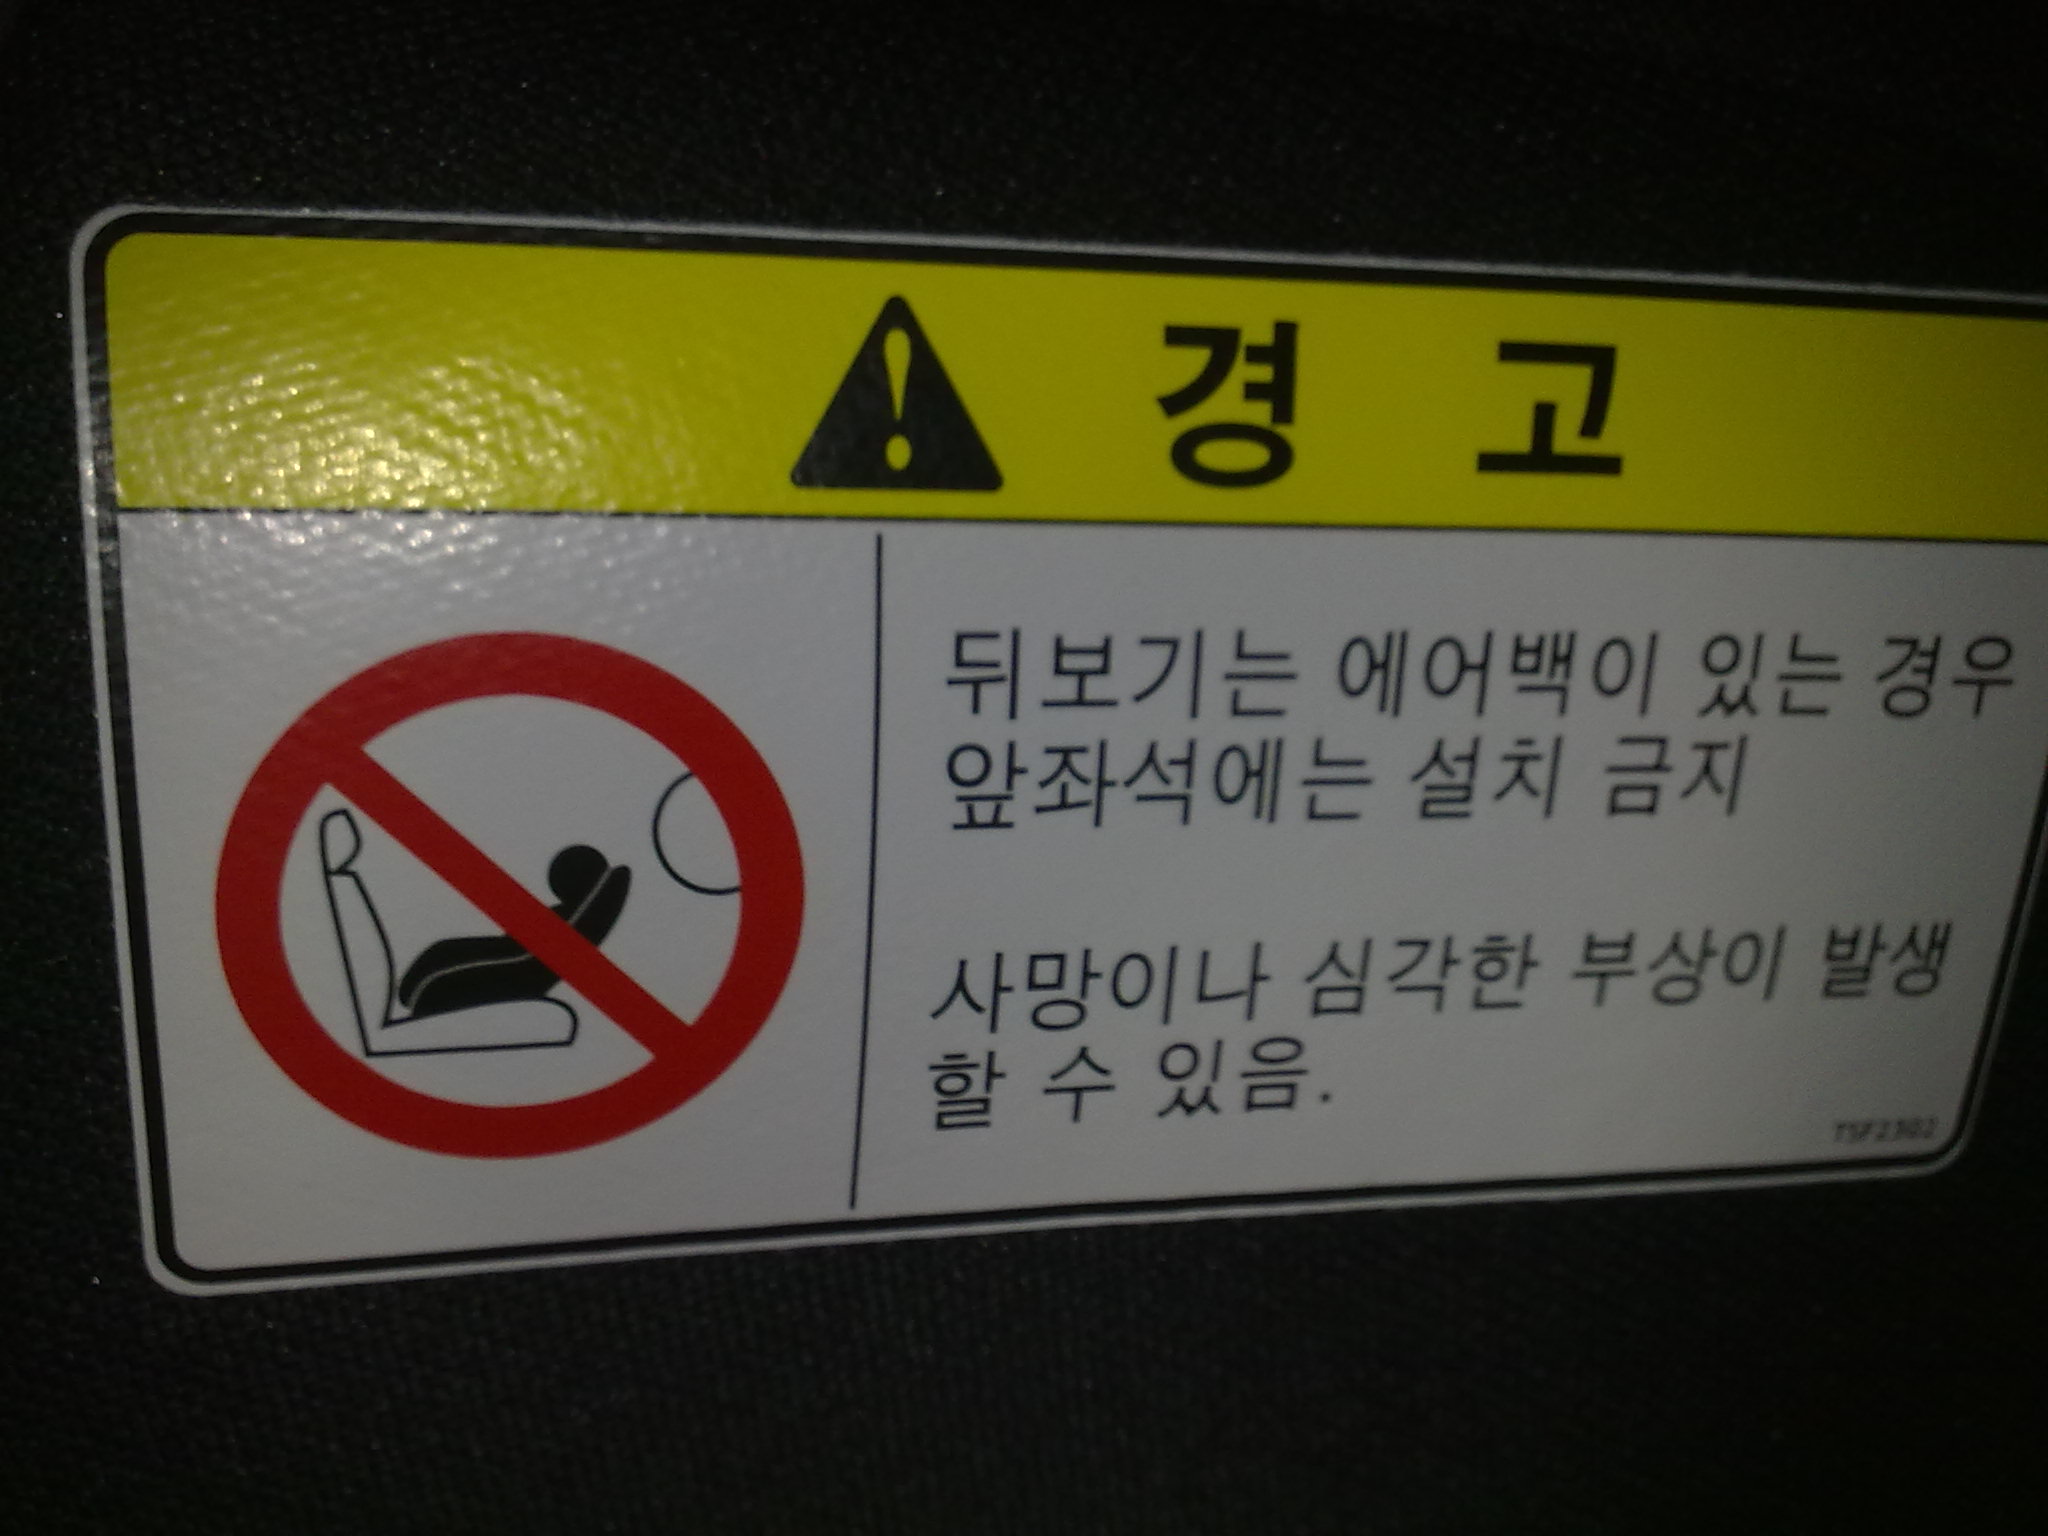 경 고
뒤보기는 에어백이 있는 경우
앞좌석에는 설치 금지
사망이나 심각한 부상이 발생
할 수 있음.
TSF2302